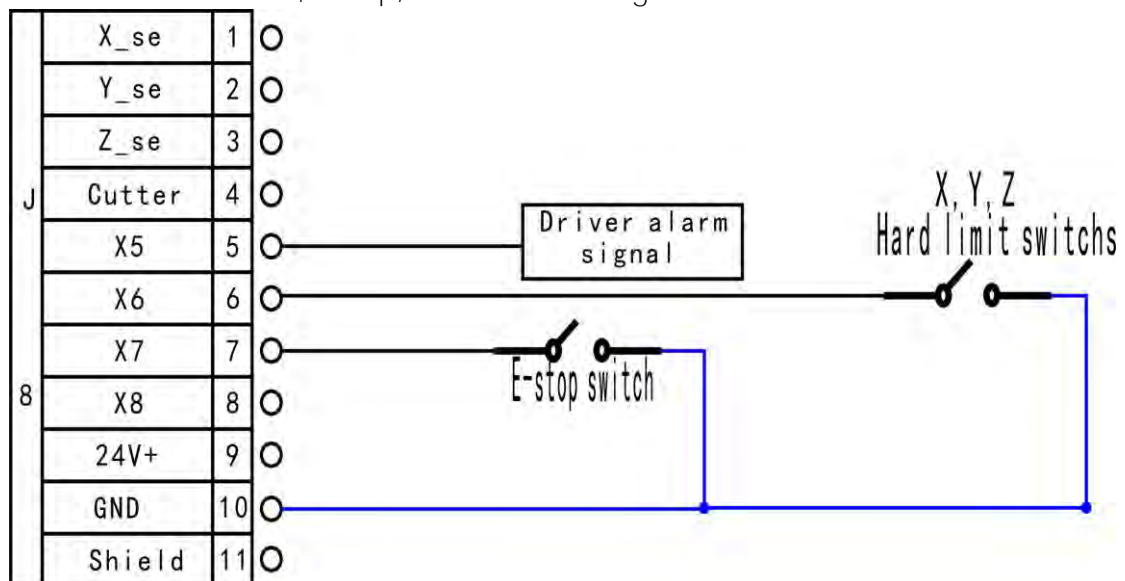 X_se 1
Y_se 2
Z_se 3
J
Cutter 4
X5 5
Driver alarm
signal
X, Y, Z
Hard limit switchs
X6 6
X7 7
E-stop switch
8
X8 8
24V+ 9
GND 10
Shield 11